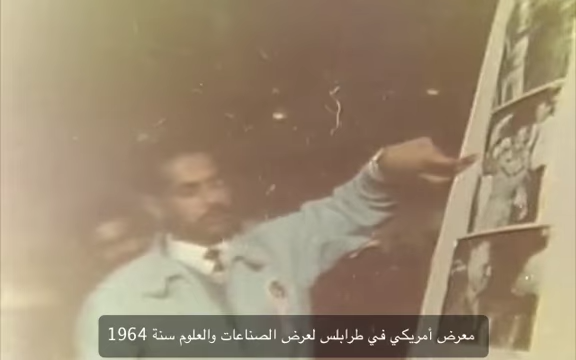 معرض أمريكي في طرابلس لعرض الصناعات والعلوم سنة 1964